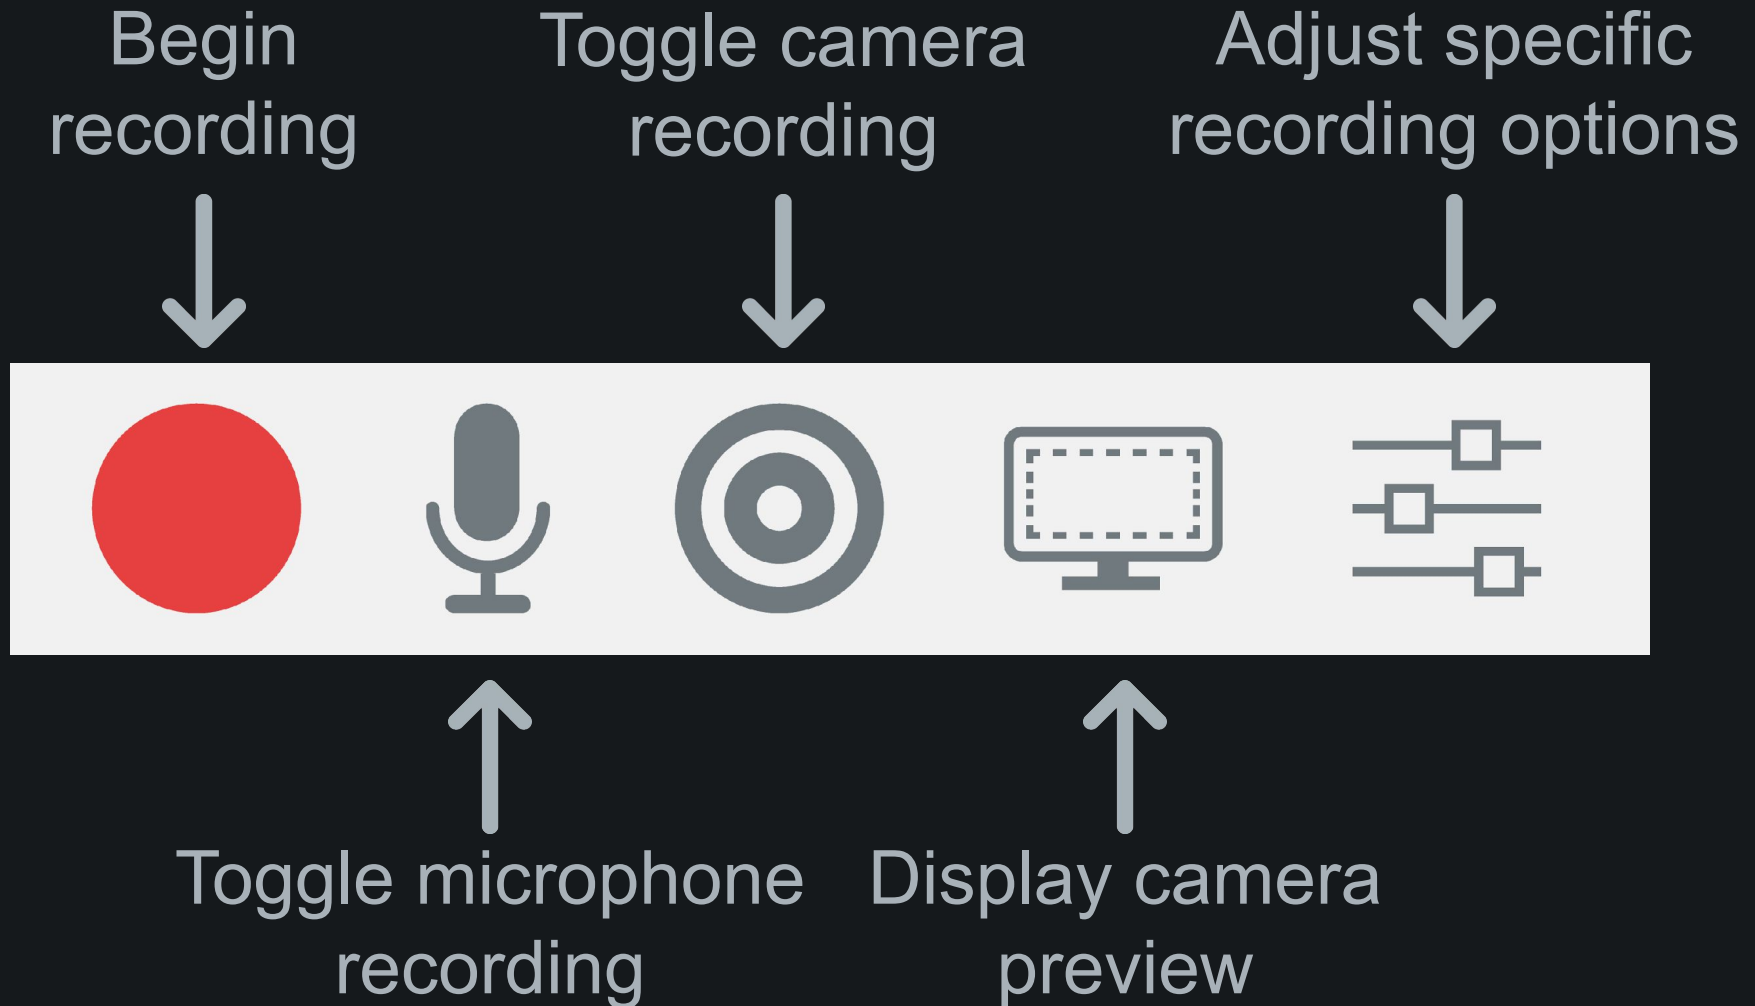 Begin
recording
Toggle camera
recording
Adjust specific
recording options
Toggle microphone
recording
Display camera
preview